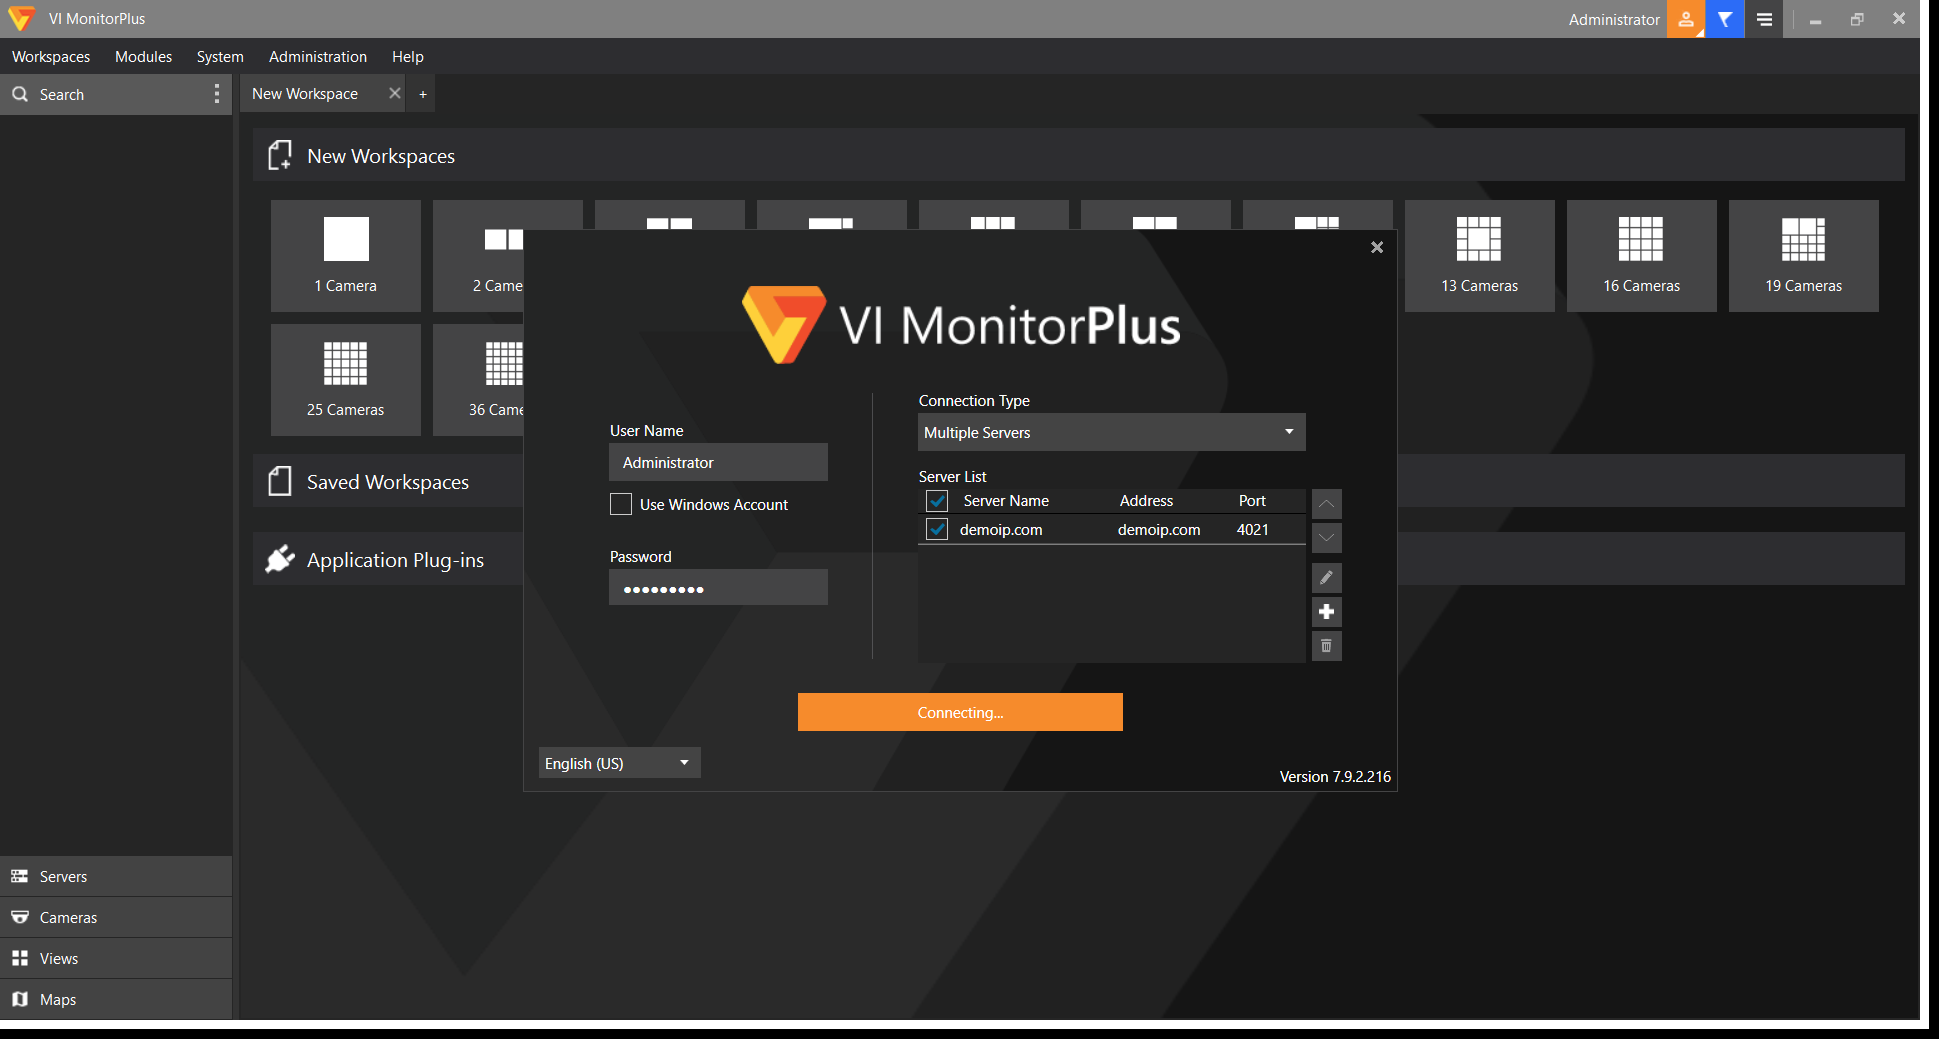 VI MonitorPlus
Administrator
Workspaces Modules System Administration Help
Search
New Workspace
+
New Workspaces
1 Camera
2 Came
13 Cameras
16 Cameras
19 Cameras
25 Cameras
36 Came
Saved Workspaces
Application Plug-ins
VI MonitorPlus
User Name
Administrator
Use Windows Account
Password
Connection Type
Multiple Servers
Server List
Server Name Address Port
demoip.com demoip.com 4021
Connecting...
English (US)
Version 7.9.2.216
Servers
Cameras
Views
Maps